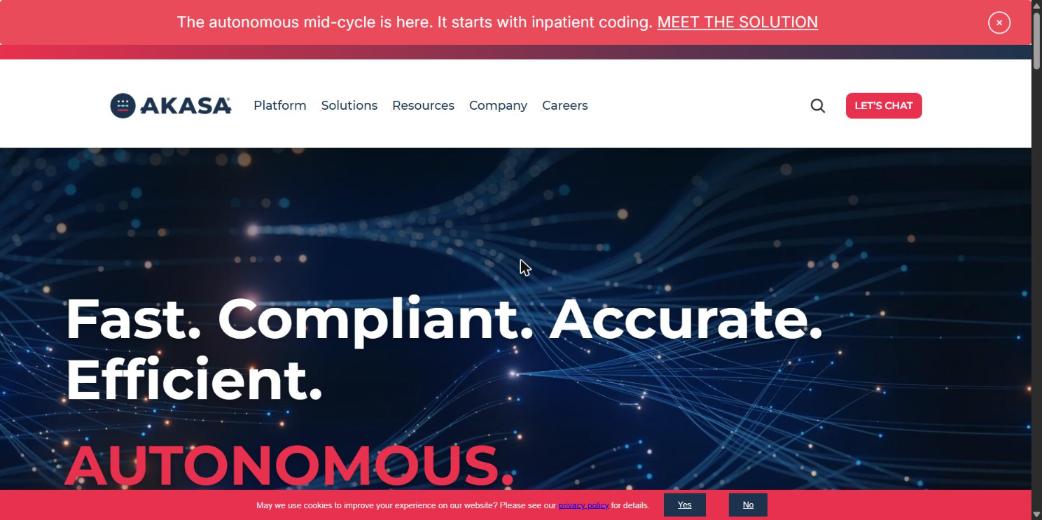 The autonomous mid-cycle is here. It starts with inpatient coding. MEET THE SOLUTION
AKASA
Platform Solutions Resources Company Careers
LET'S CHAT
Fast. Compliant. Accurate.
Efficient.
AUTONOMOUS.
May we use cookies to improve your experience on our website? Please see our privacy policy for details. Yes No